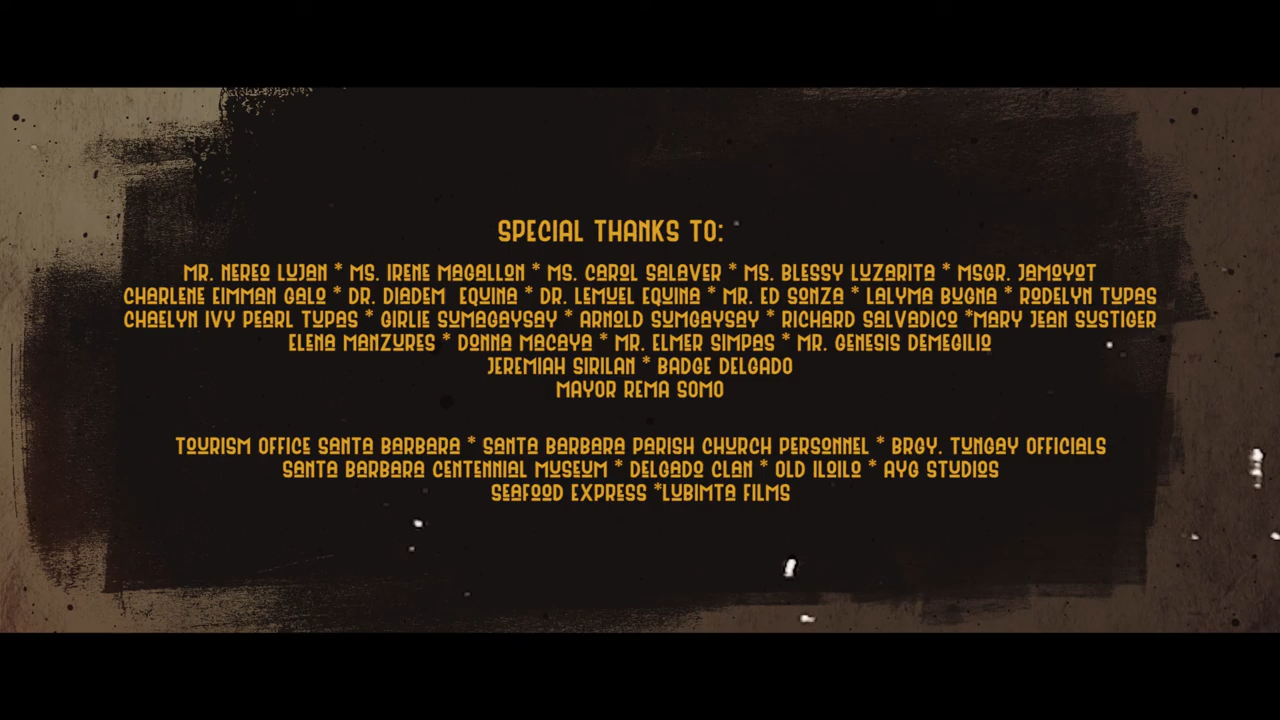 SPECIAL THANKS TO:
MR. NEREO LUJAN * MS. IRENE MAGALLON * MS. CAROL SALAVER * MS. BLESSY LUZARITA * MSGR. JAMOYOT
CHARLENE EIMMAN GALO * DR. DIADEM EQUINA * DR. LEMUEL EQUINA * MR. ED SONZA * LALYMA BUGNA * RODELYN TUPAS
CHAELYN IVY PEARL TUPAS * GIRLIE SUMAGAYSAY * ARNOLD SUMGAYSAY * RICHARD SALVADICO *MARY JEAN SUSTIGER
ELENA MANZURES * DONNA MACAYA * MR. ELMER SIMPAS * MR. GENESIS DEMEGILIO
JEREMIAH SIRILAN * BADGE DELGADO
MAYOR REMA SOMO
TOURISM OFFICE SANTA BARBARA * SANTA BARBARA PARISH CHURCH PERSONNEL * BRGY. TUNGAY OFFICIALS
SANTA BARBARA CENTENNIAL MUSEUM * DELGADO CLAN * OLD ILOILO * AYG STUDIOS
SEAFOOD EXPRESS *LUBIMTA FILMS